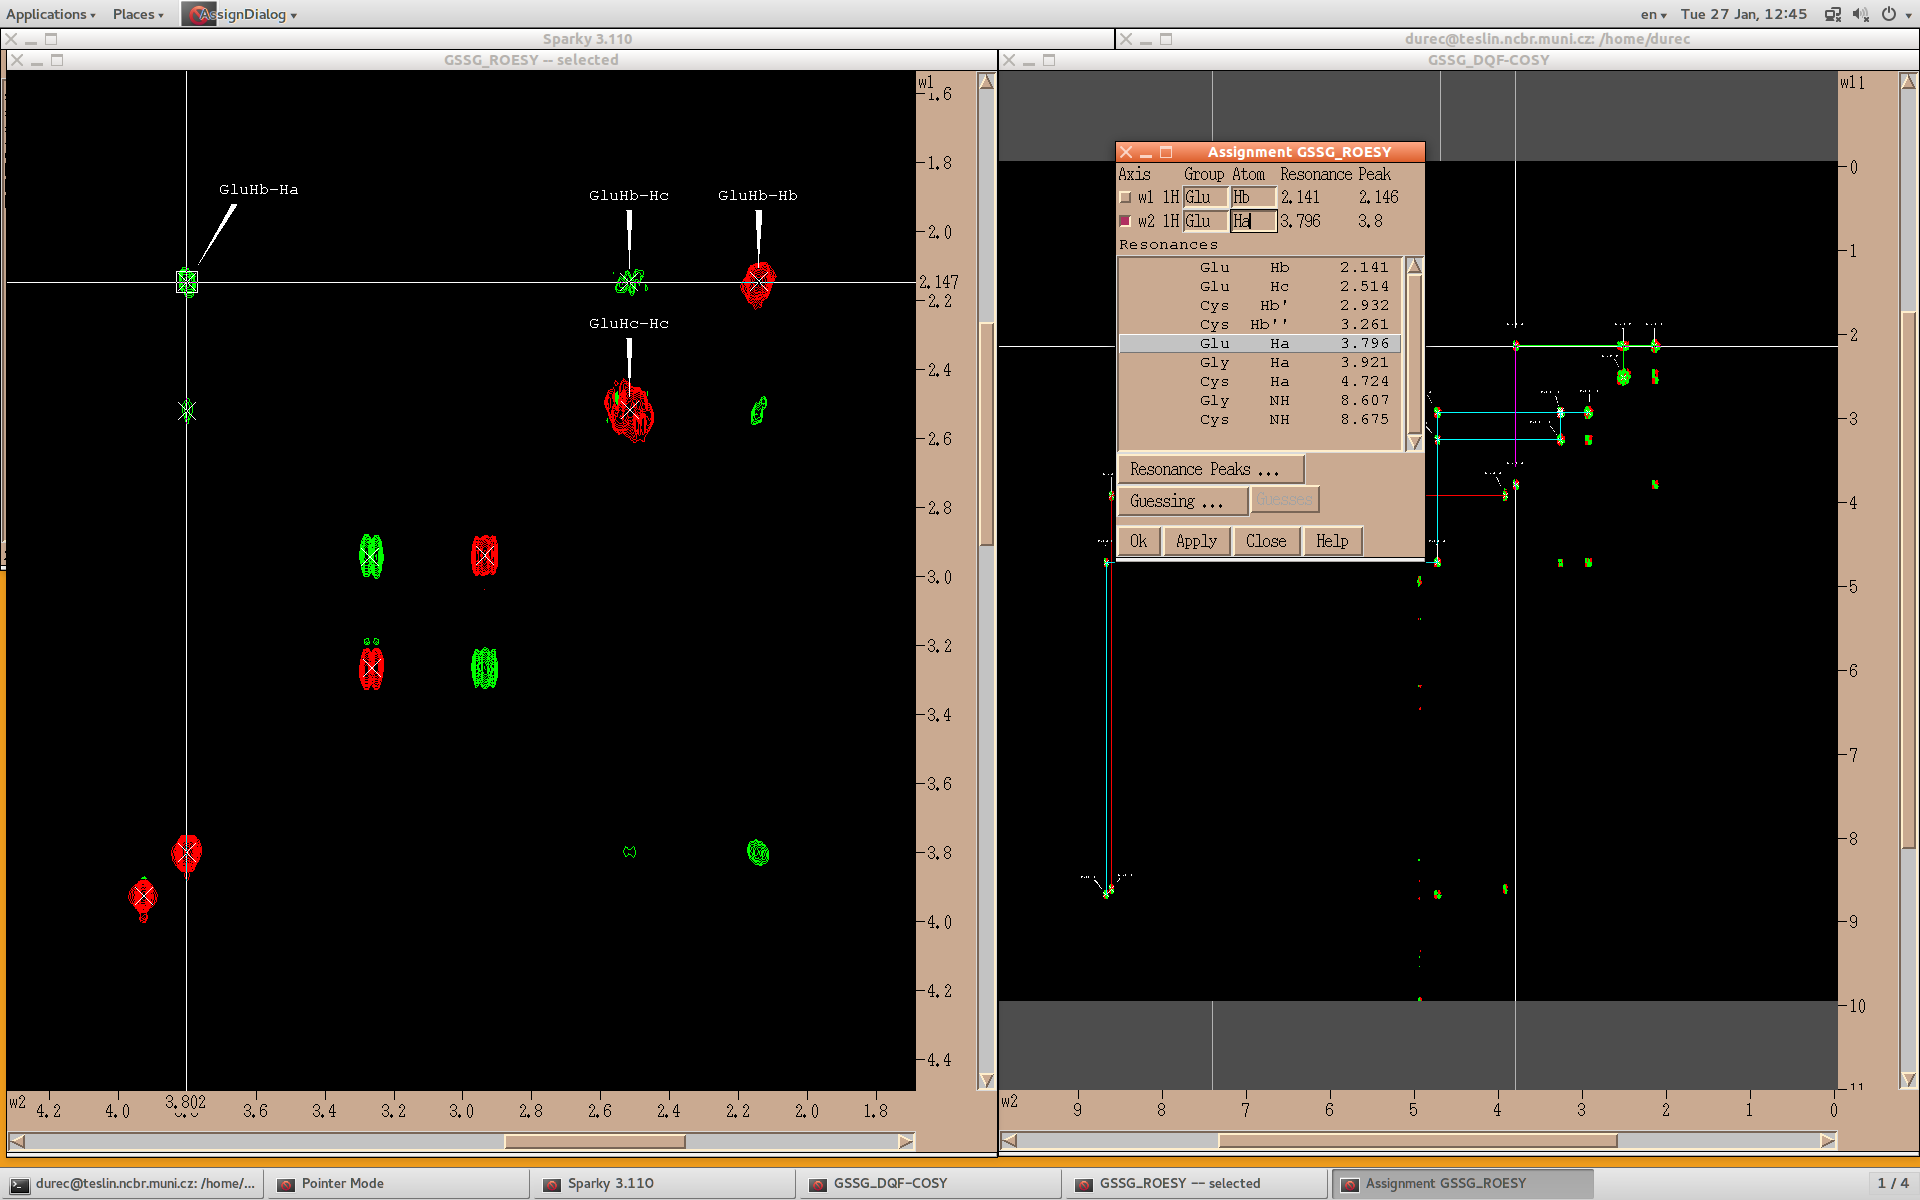 Applications Places AssignDialog en Tue 27 Jan, 12:45
Sparky 3.110
durec@teslin.ncbr.muni.cz: /home/durec
GSSG_ROESY -- selected
GSSG_DQF-COSY
w1
1.6
1.8
2.0
2.147
2.2
2.4
2.6
2.8
3.0
3.2
3.4
3.6
3.8
4.0
4.2
4.4
GluHb-Ha
GluHb-Hc
GluHb-Hb
GluHc-Hc
w2 4.2 4.0 3.802 3.6 3.4 3.2 3.0 2.8 2.6 2.4 2.2 2.0 1.8
Assignment GSSG_ROESY
Axis Group Atom Resonance Peak
w1 1H Glu Hb 2.141 2.146
w2 1H Glu Ha 3.796 3.8
Resonances
Glu Hb 2.141
Glu Hc 2.514
Cys Hb' 2.932
Cys Hb'' 3.261
Glu Ha 3.796
Gly Ha 3.921
Cys Ha 4.724
Gly NH 8.607
Cys NH 8.675
Resonance Peaks ...
Guessing ... Guesses
Ok Apply Close Help
0
1
2
3
4
5
6
7
8
9
10
11
w2 9 8 7 6 5 4 3 2 1 0
durec@teslin.ncbr.muni.cz: /home/... Pointer Mode Sparky 3.110 GSSG_DQF-COSY GSSG_ROESY -- selected Assignment GSSG_ROESY 1 / 4